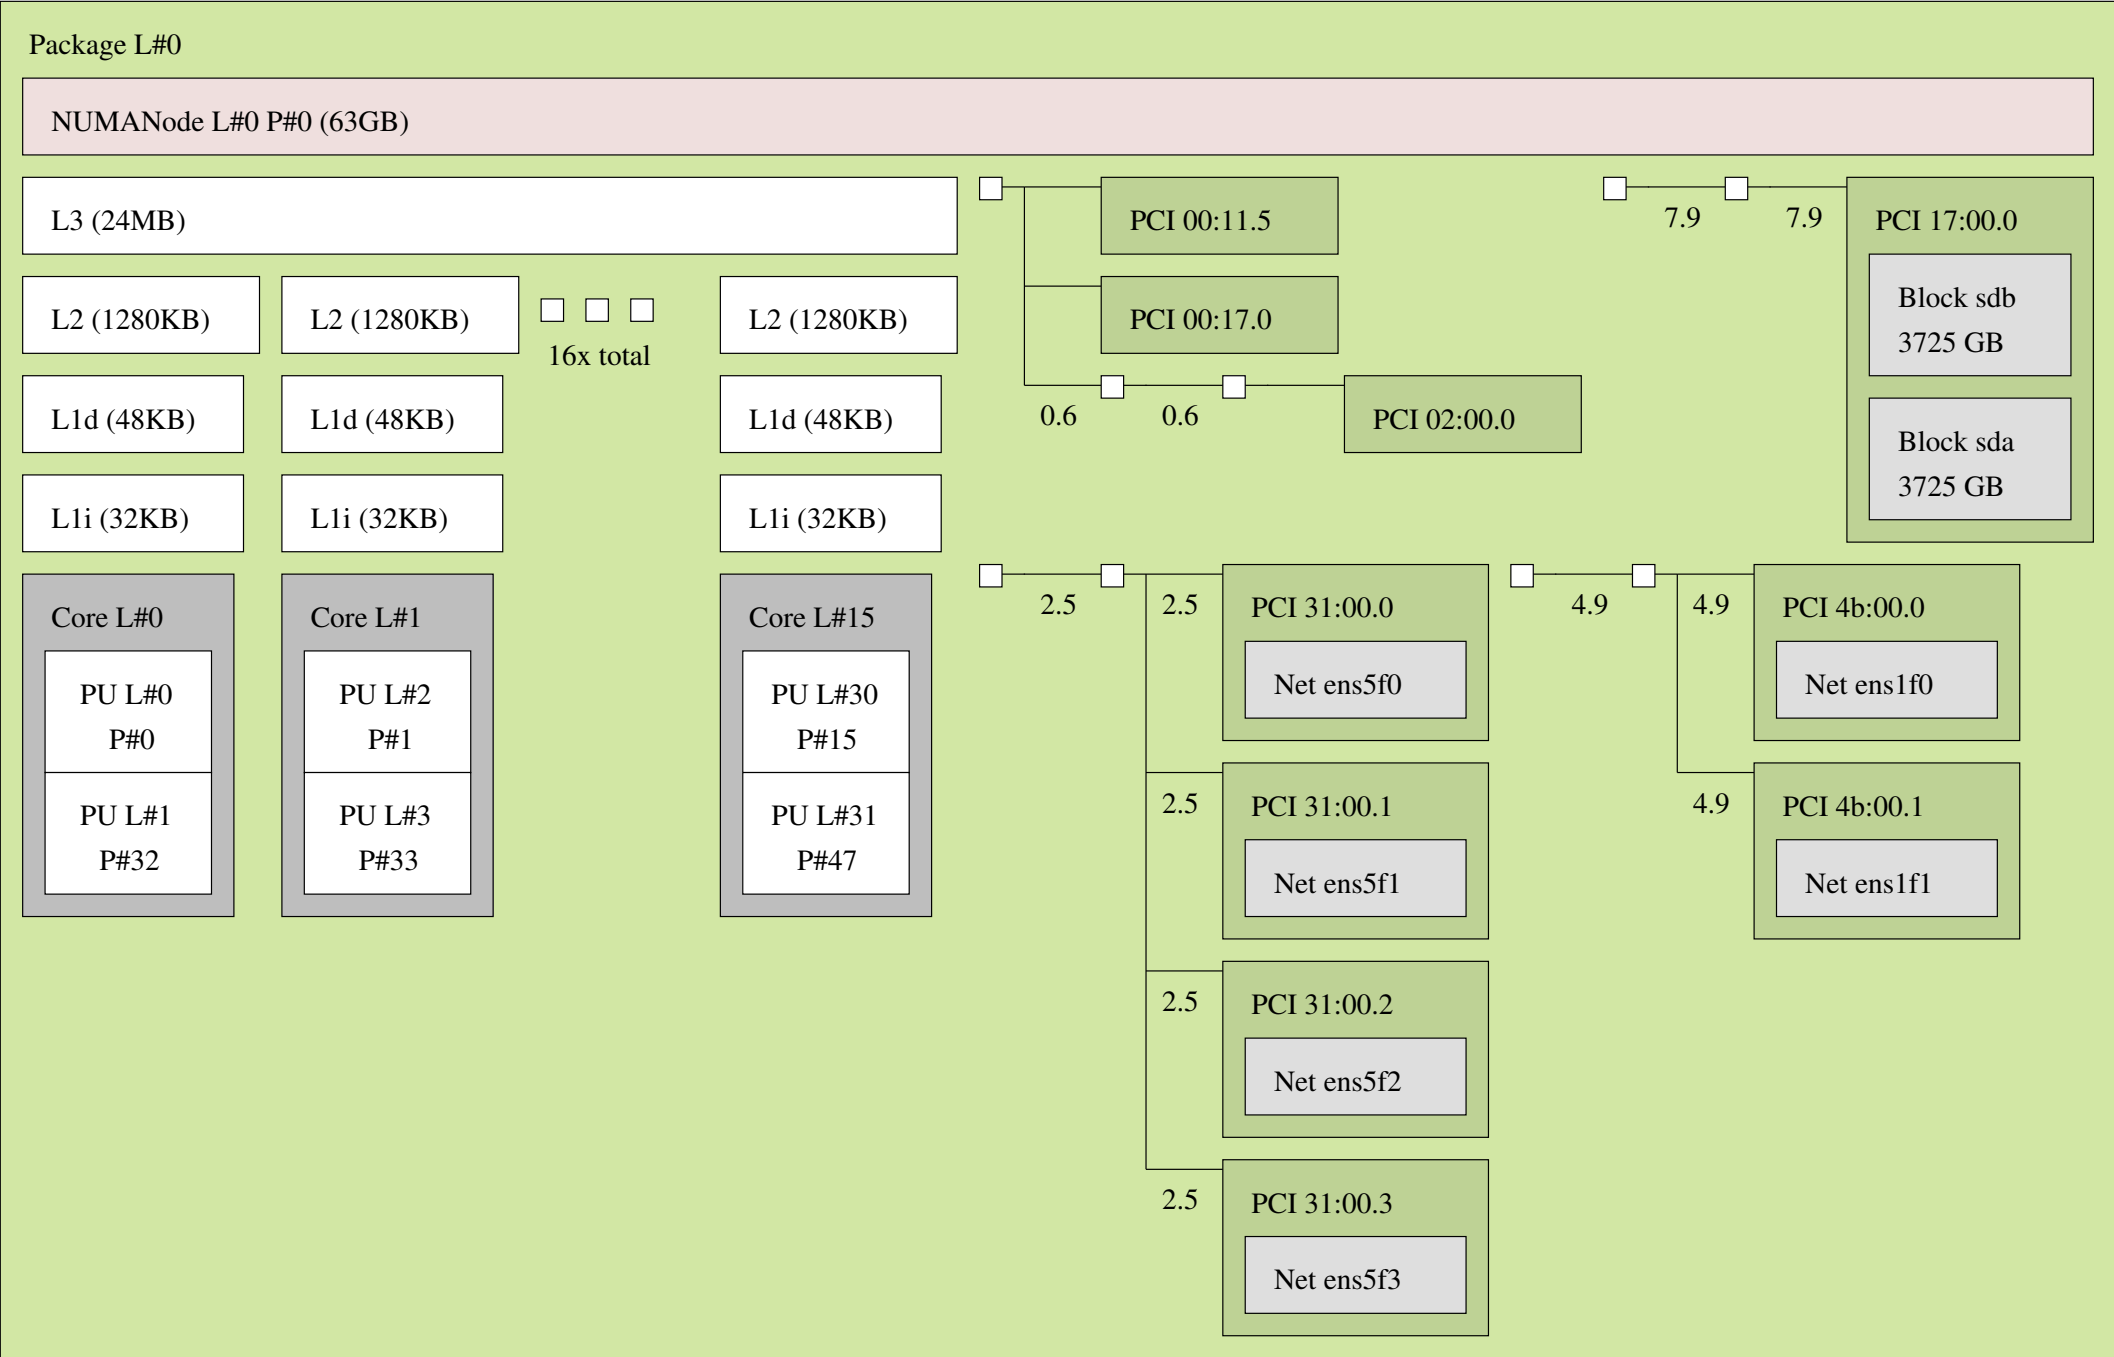 Package L#0
NUMANode L#0 P#0 (63GB)
L3 (24MB)
L2 (1280KB)
L2 (1280KB)
16x total
L2 (1280KB)
L1d (48KB)
L1d (48KB)
L1d (48KB)
L1i (32KB)
L1i (32KB)
L1i (32KB)
Core L#0
PU L#0
P#0
PU L#1
P#32
Core L#1
PU L#2
P#1
PU L#3
P#33
Core L#15
PU L#30
P#15
PU L#31
P#47
PCI 00:11.5
PCI 00:17.0
0.6
0.6
PCI 02:00.0
7.9
7.9
PCI 17:00.0
Block sdb
3725 GB
Block sda
3725 GB
2.5
2.5
PCI 31:00.0
Net ens5f0
2.5
PCI 31:00.1
Net ens5f1
2.5
PCI 31:00.2
Net ens5f2
2.5
PCI 31:00.3
Net ens5f3
4.9
4.9
PCI 4b:00.0
Net ens1f0
4.9
PCI 4b:00.1
Net ens1f1